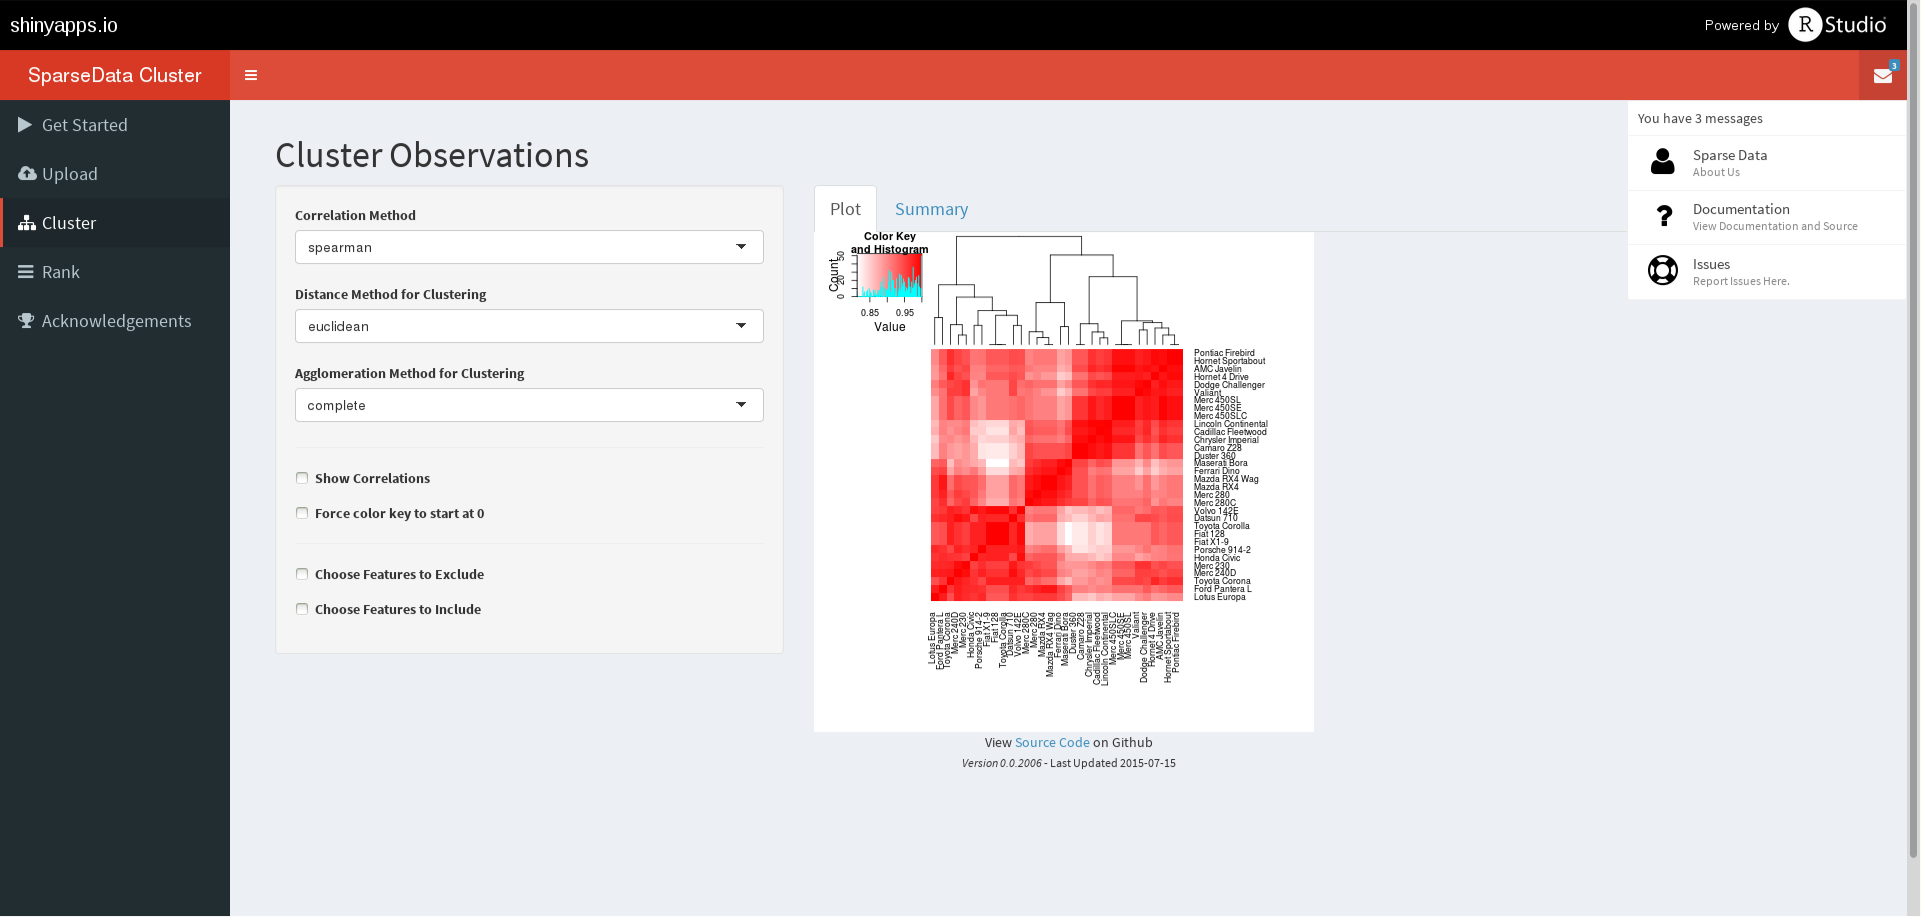 shinyapps.io
Powered by R Studio
SparseData Cluster
3
Get Started
Upload
Cluster
Rank
Acknowledgements
You have 3 messages
Sparse Data
About Us
Documentation
View Documentation and Source
Issues
Report Issues Here.
Cluster Observations
Correlation Method
spearman
Distance Method for Clustering
euclidean
Agglomeration Method for Clustering
complete
Show Correlations
Force color key to start at 0
Choose Features to Exclude
Choose Features to Include
Plot
Summary
Color Key
and Histogram
Count
0 20 50
0.85 0.95
Value
Pontiac Firebird
Hornet Sportabout
AMC Javelin
Hornet 4 Drive
Dodge Challenger
Valiant
Merc 450SL
Merc 450SE
Merc 450SLC
Lincoln Continental
Cadillac Fleetwood
Chrysler Imperial
Camaro Z28
Duster 360
Maserati Bora
Ferrari Dino
Mazda RX4 Wag
Mazda RX4
Merc 280
Merc 280C
Volvo 142E
Datsun 710
Toyota Corolla
Fiat 128
Fiat X1-9
Porsche 914-2
Honda Civic
Merc 230
Merc 240D
Toyota Corona
Ford Pantera L
Lotus Europa
Lotus Europa
Ford Pantera L
Toyota Corona
Merc 240D
Merc 230
Honda Civic
Porsche 914-2
Fiat X1-9
Fiat 128
Toyota Corolla
Datsun 710
Volvo 142E
Merc 280C
Merc 280
Mazda RX4
Mazda RX4 Wag
Ferrari Dino
Maserati Bora
Duster 360
Camaro Z28
Chrysler Imperial
Cadillac Fleetwood
Lincoln Continental
Merc 450SLC
Merc 450SE
Merc 450SL
Valiant
Dodge Challenger
Hornet 4 Drive
AMC Javelin
Hornet Sportabout
Pontiac Firebird
View Source Code on Github
Version 0.0.2006 - Last Updated 2015-07-15